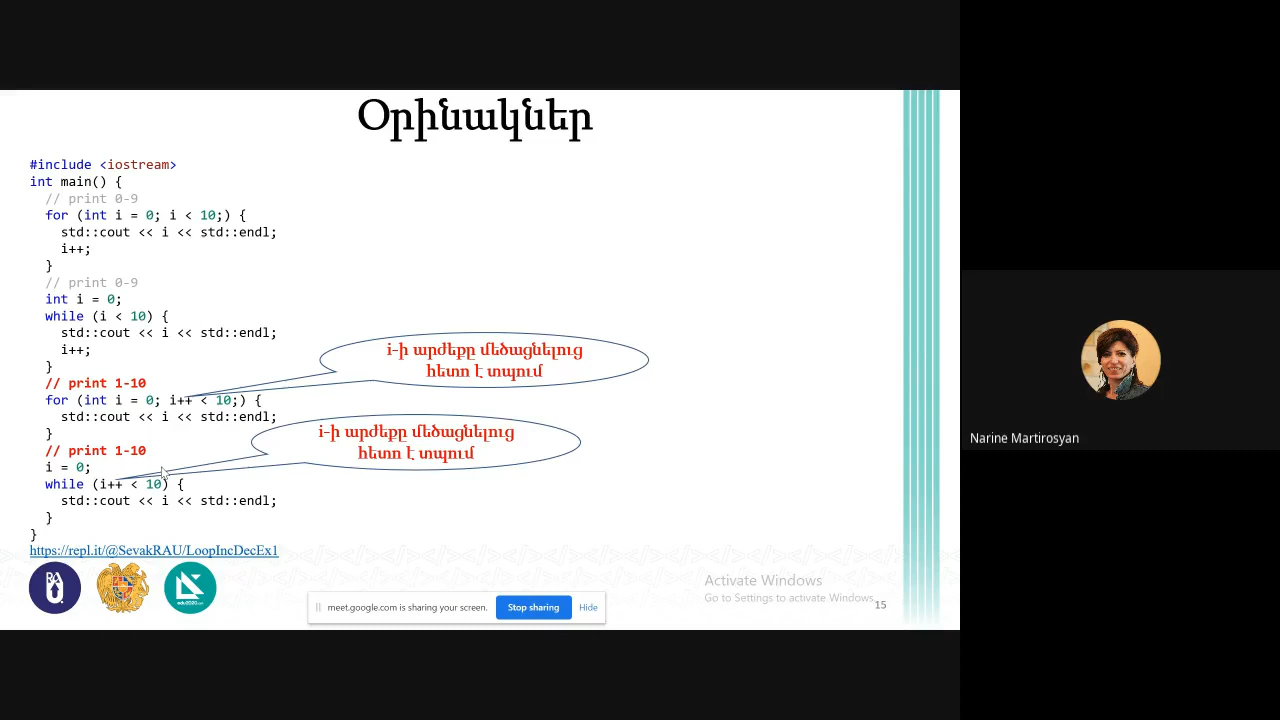 Օրինակներ
#include <iostream>
int main() {
// print 0-9
for (int i = 0; i < 10;) {
std::cout << i << std::endl;
i++;
}
// print 0-9
int i = 0;
while (i < 10) {
std::cout << i << std::endl;
i++;
}
// print 1-10
for (int i = 0; i++ < 10;) {
std::cout << i << std::endl;
}
// print 1-10
i = 0;
while (i++ < 10) {
std::cout << i << std::endl;
}
}
i-ի արժեքը մեծացնելուց
հետո է տպում
i-ի արժեքը մեծացնելուց
հետո է տպում
https://repl.it/@SevakRAU/LoopIncDecEx1
edu2020.am
Activate Windows
Go to Settings to activate Windows.
15
meet.google.com is sharing your screen.
Stop sharing
Hide
Narine Martirosyan